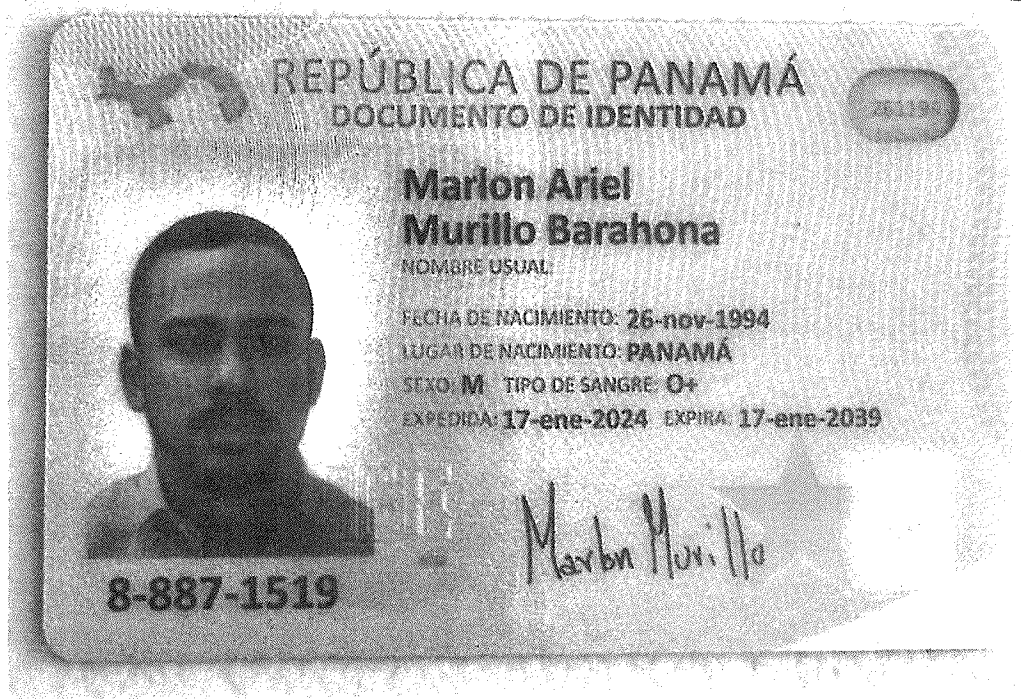 REPÚBLICA DE PANAMÁ
DOCUMENTO DE IDENTIDAD
261194
Marlon Ariel
Murillo Barahona
NOMBRE USUAL:
FECHA DE NACIMIENTO: 26-nov-1994
LUGAR DE NACIMIENTO: PANAMÁ
SEXO: M TIPO DE SANGRE: O+
EXPEDIDA: 17-ene-2024 EXPIRA: 17-ene-2039
Marlon Murillo
8-887-1519